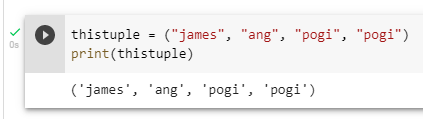 thistuple = ("james", "ang", "pogi", "pogi")
0s
print(thistuple)
('james', 'ang', 'pogi', 'pogi')